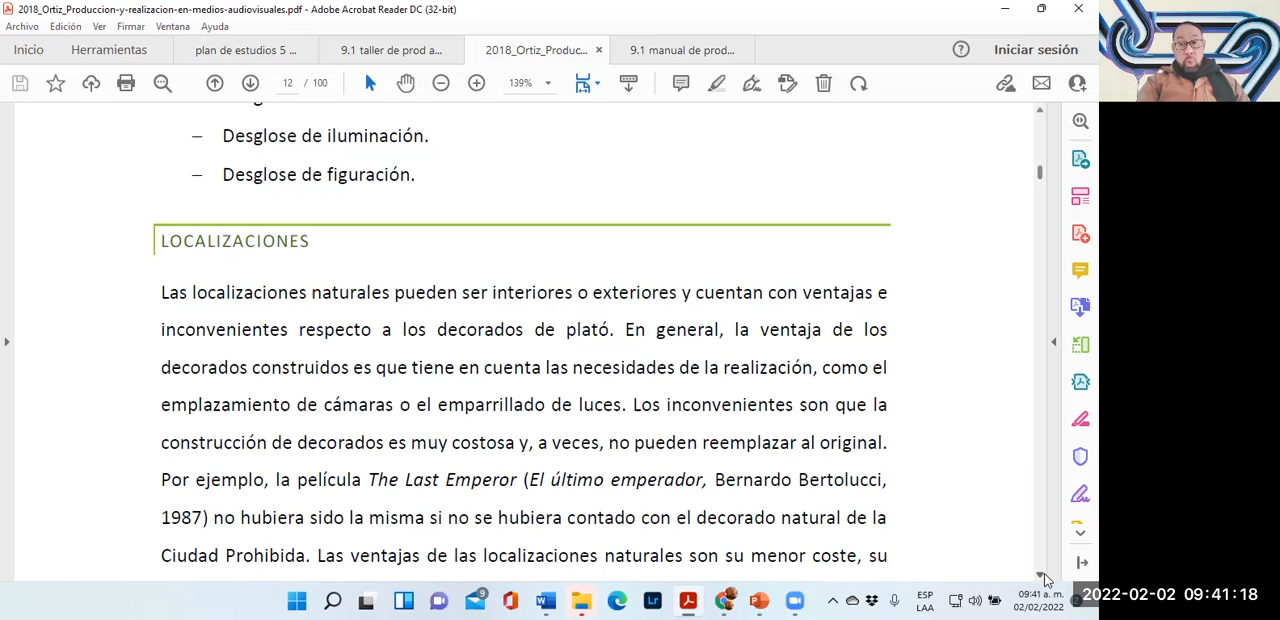 2018_Ortiz_Produccion-y-realizacion-en-medios-audiovisuales.pdf - Adobe Acrobat Reader DC (32-bit)
Archivo Edición Ver Firmar Ventana Ayuda
Inicio Herramientas plan de estudios 5 ... 9.1 taller de prod a... 2018_Ortiz_Produc... × 9.1 manual de prod... Iniciar sesión
12 / 100 139%
– Desglose de iluminación.
– Desglose de figuración.
LOCALIZACIONES
Las localizaciones naturales pueden ser interiores o exteriores y cuentan con ventajas e
inconvenientes respecto a los decorados de plató. En general, la ventaja de los
decorados construidos es que tiene en cuenta las necesidades de la realización, como el
emplazamiento de cámaras o el emparrillado de luces. Los inconvenientes son que la
construcción de decorados es muy costosa y, a veces, no pueden reemplazar al original.
Por ejemplo, la película The Last Emperor (El último emperador, Bernardo Bertolucci,
1987) no hubiera sido la misma si no se hubiera contado con el decorado natural de la
Ciudad Prohibida. Las ventajas de las localizaciones naturales son su menor coste, su
9
Lr
ESP
LAA
09:41 a. m.
02/02/2022
2022-02-02 09:41:18